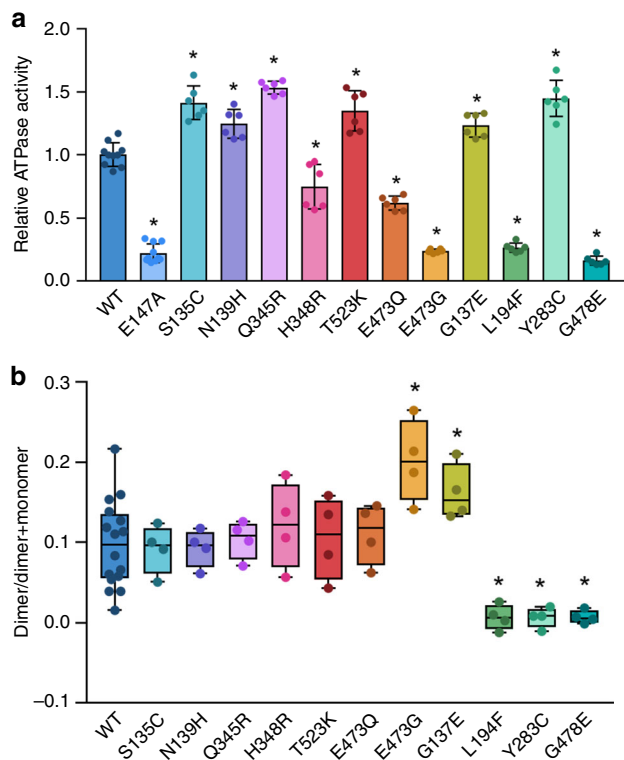 a
Relative ATPase activity
2.0
1.5
1.0
0.5
0.0
* * * * * * * * * * * *
WT E147A S135C N139H Q345R H348R T523K E473Q E473G G137E L194F Y283C G478E
b
Dimer/dimer+monomer
0.3
0.2
0.1
0.0
–0.1
* * * * *
WT S135C N139H Q345R H348R T523K E473Q E473G G137E L194F Y283C G478E